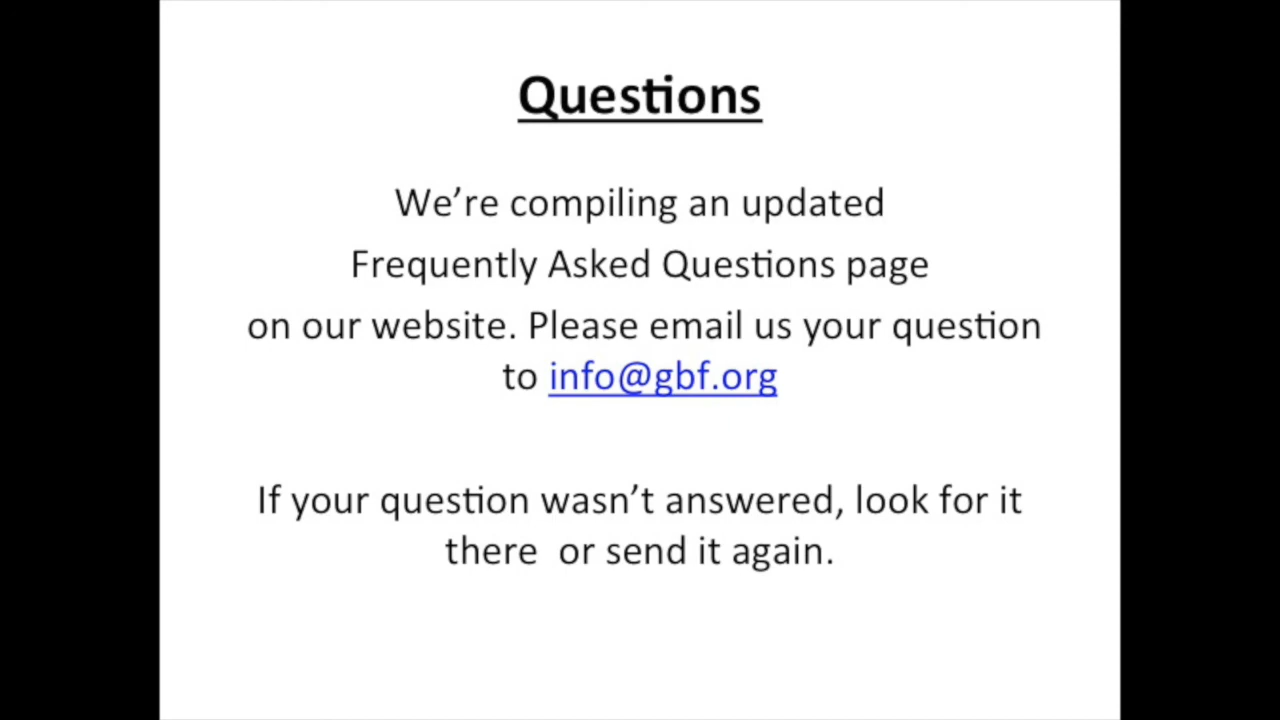 Questions
We're compiling an updated
Frequently Asked Questions page
on our website. Please email us your question
to info@gbf.org
If your question wasn't answered, look for it
there  or send it again.